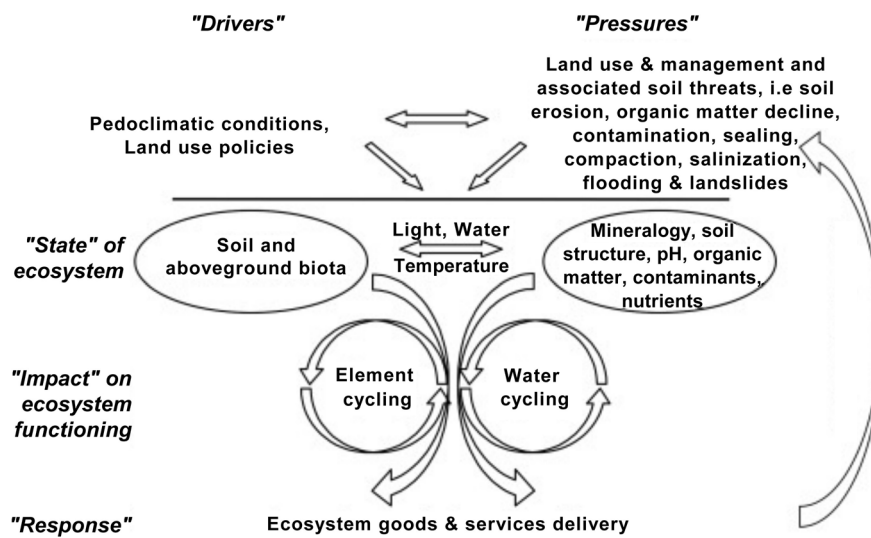 "Drivers"
"Pressures"
Pedoclimatic conditions,
Land use policies
Land use & management and
associated soil threats, i.e soil
erosion, organic matter decline,
contamination, sealing,
compaction, salinization,
flooding & landslides
"State" of
ecosystem
Soil and
aboveground biota
Light, Water
Temperature
Mineralogy, soil
structure, pH, organic
matter, contaminants,
nutrients
"Impact" on
ecosystem
functioning
Element
cycling
Water
cycling
"Response"
Ecosystem goods & services delivery